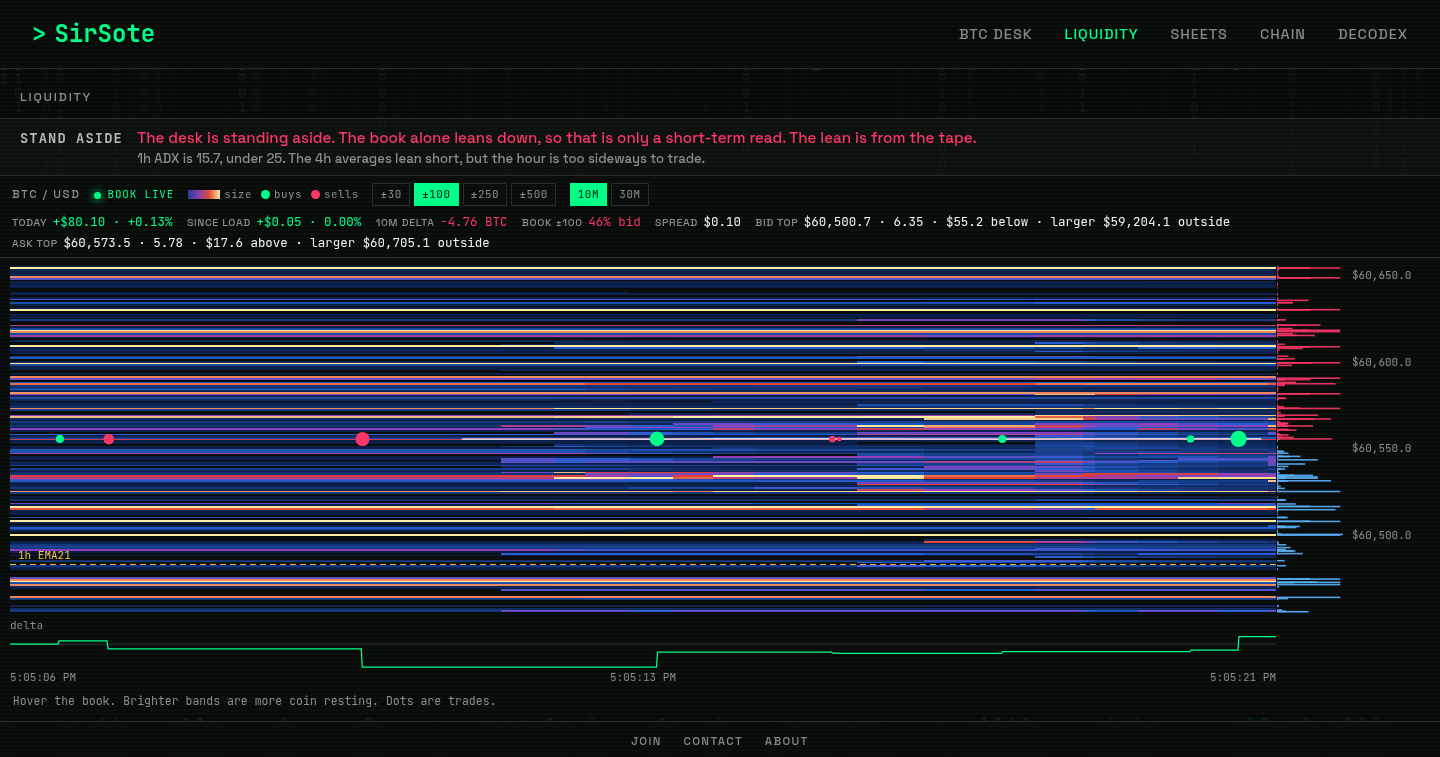 > SirSote
BTC DESK LIQUIDITY SHEETS CHAIN DECODEX
LIQUIDITY
STAND ASIDE The desk is standing aside. The book alone leans down, so that is only a short-term read. The lean is from the tape.
1h ADX is 15.7, under 25. The 4h averages lean short, but the hour is too sideways to trade.
BTC / USD BOOK LIVE size buys sells ±30 ±100 ±250 ±500 10M 30M
TODAY +$80.10 · +0.13% SINCE LOAD +$0.05 · 0.00% 10M DELTA -4.76 BTC BOOK ±100 46% bid SPREAD $0.10 BID TOP $60,500.7 · 6.35 · $55.2 below · larger $59,204.1 outside
ASK TOP $60,573.5 · 5.78 · $17.6 above · larger $60,705.1 outside
$60,650.0
$60,600.0
$60,550.0
$60,500.0
1h EMA21
delta
5:05:06 PM 5:05:13 PM 5:05:21 PM
Hover the book. Brighter bands are more coin resting. Dots are trades.
JOIN CONTACT ABOUT